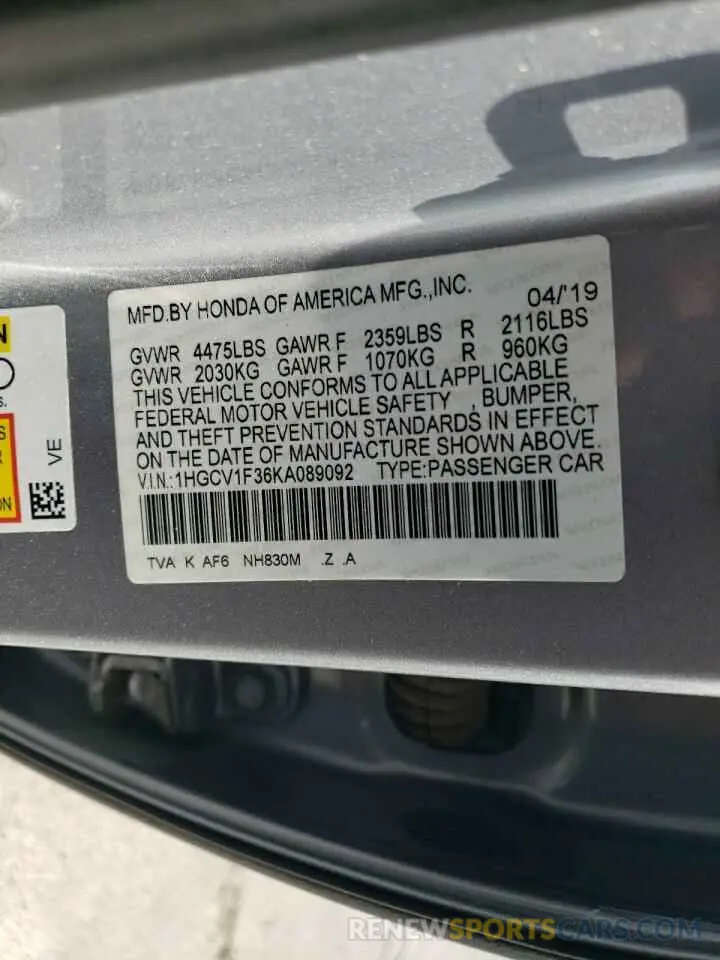 MFD.BY HONDA OF AMERICA MFG.,INC. 04/'19
GVWR 4475LBS GAWR F 2359LBS R 2116LBS
GVWR 2030KG GAWR F 1070KG R 960KG
THIS VEHICLE CONFORMS TO ALL APPLICABLE
FEDERAL MOTOR VEHICLE SAFETY , BUMPER,
AND THEFT PREVENTION STANDARDS IN EFFECT
ON THE DATE OF MANUFACTURE SHOWN ABOVE.
V.I.N.:1HGCV1F36KA089092 TYPE:PASSENGER CAR
TVA K AF6 NH830M .Z .A
VE
RENEWSPORTSCARS.COM